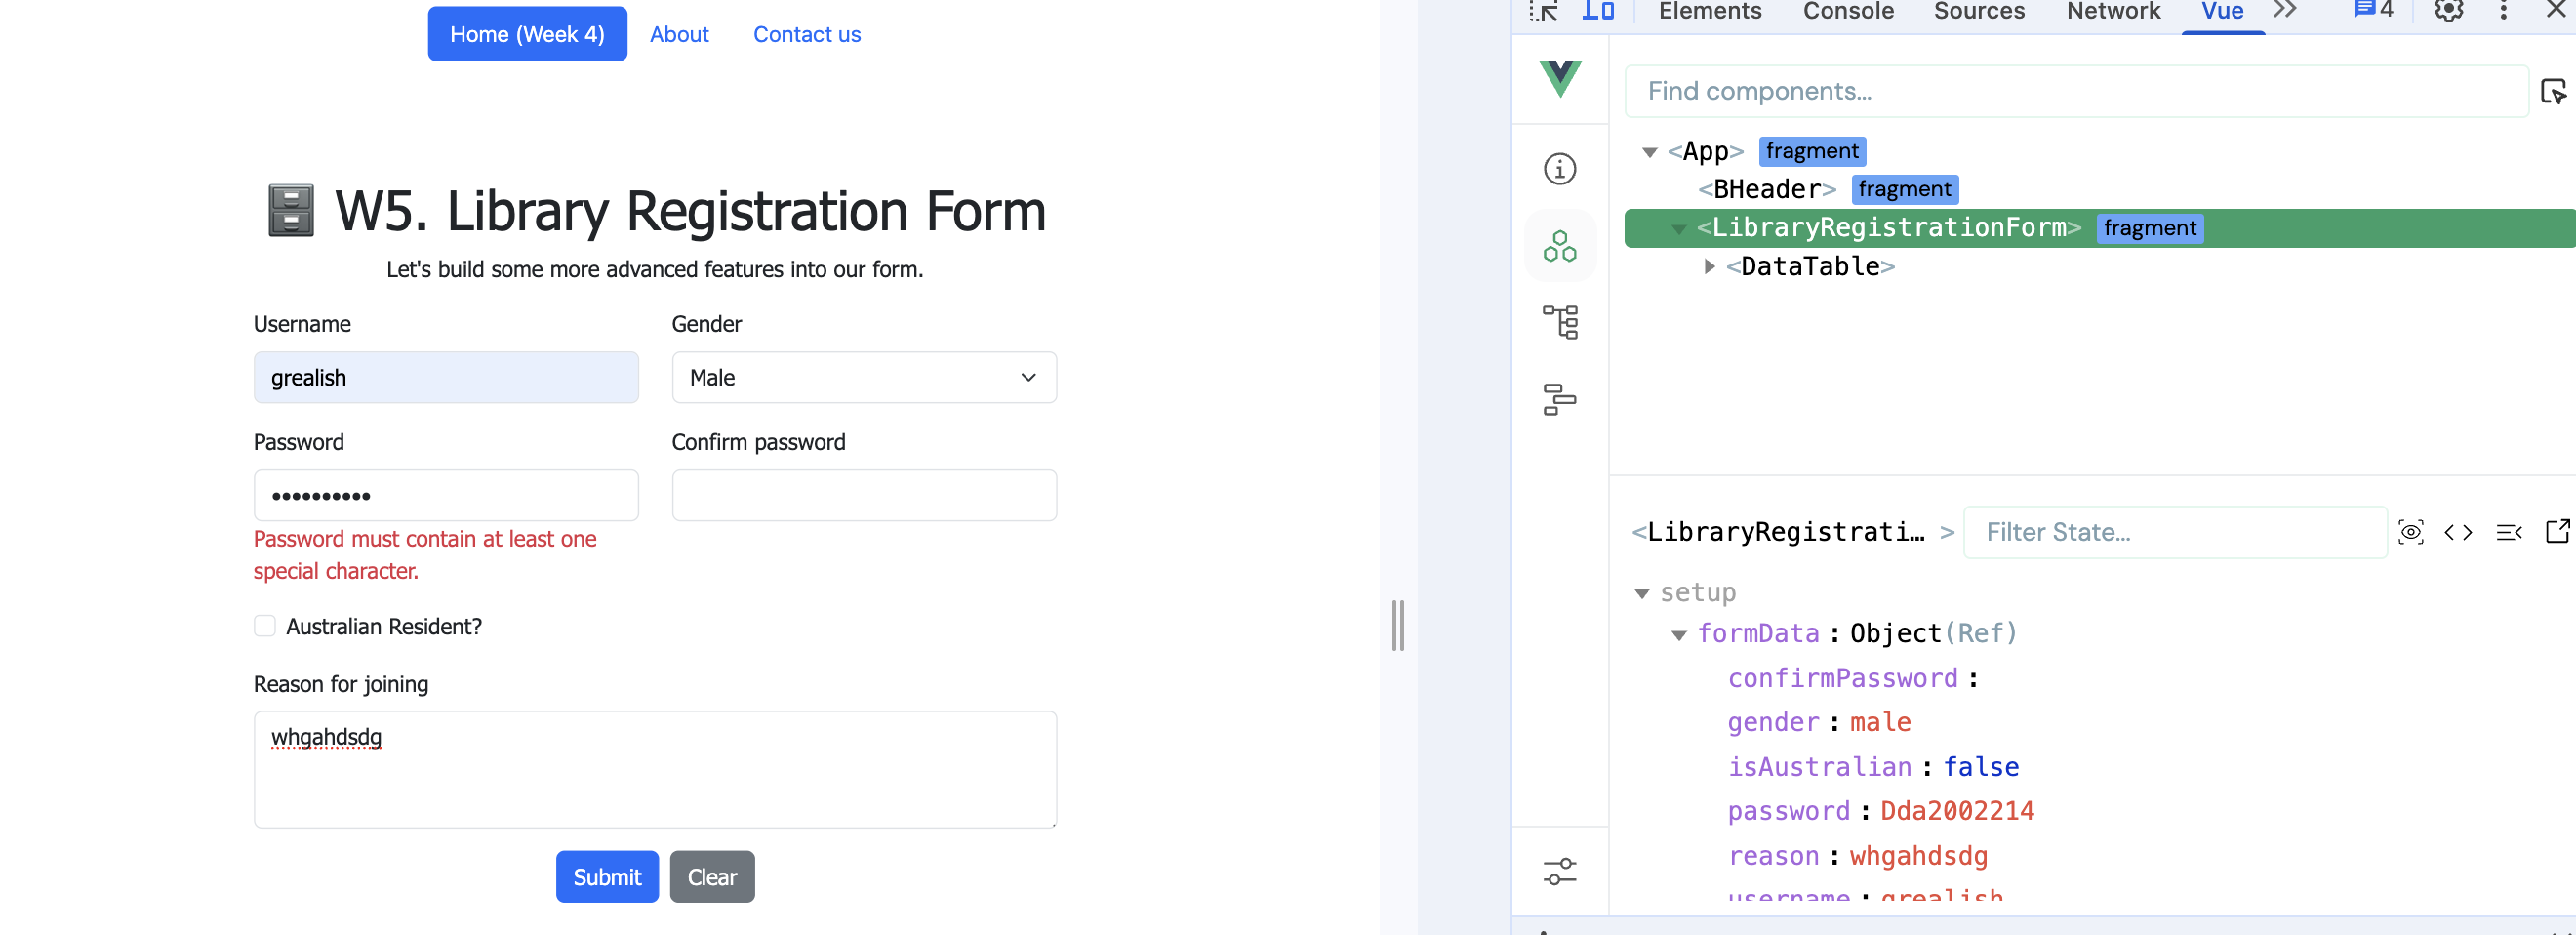 Home (Week 4) About Contact us
🗄️ W5. Library Registration Form
Let's build some more advanced features into our form.
Username Gender
grealish Male
Password Confirm password
••••••••••
Password must contain at least one
special character.
Australian Resident?
Reason for joining
whgahdsdg
Submit Clear
Elements Console Sources Network Vue 4
Find components...
<App> fragment
<BHeader> fragment
<LibraryRegistrationForm> fragment
<DataTable>
<LibraryRegistrati… > Filter State...
setup
formData : Object(Ref)
confirmPassword :
gender : male
isAustralian : false
password : Dda2002214
reason : whgahdsdg
username : grealish